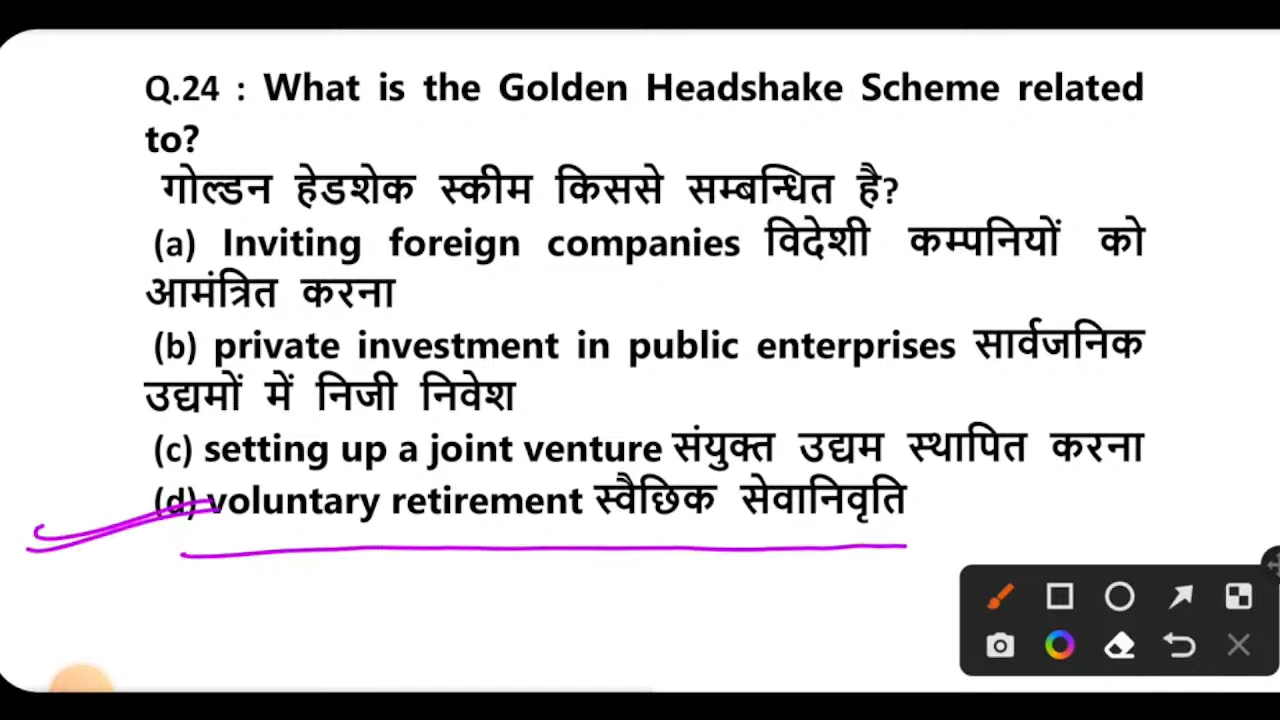 Q.24 : What is the Golden Headshake Scheme related
to?
गोल्डन हेडशेक स्कीम किससे सम्बन्धित है?
(a) Inviting foreign companies विदेशी कम्पनियों को
आमंत्रित करना
(b) private investment in public enterprises सार्वजनिक
उद्यमों में निजी निवेश
(c) setting up a joint venture संयुक्त उद्यम स्थापित करना
(d) voluntary retirement स्वैछिक सेवानिवृति